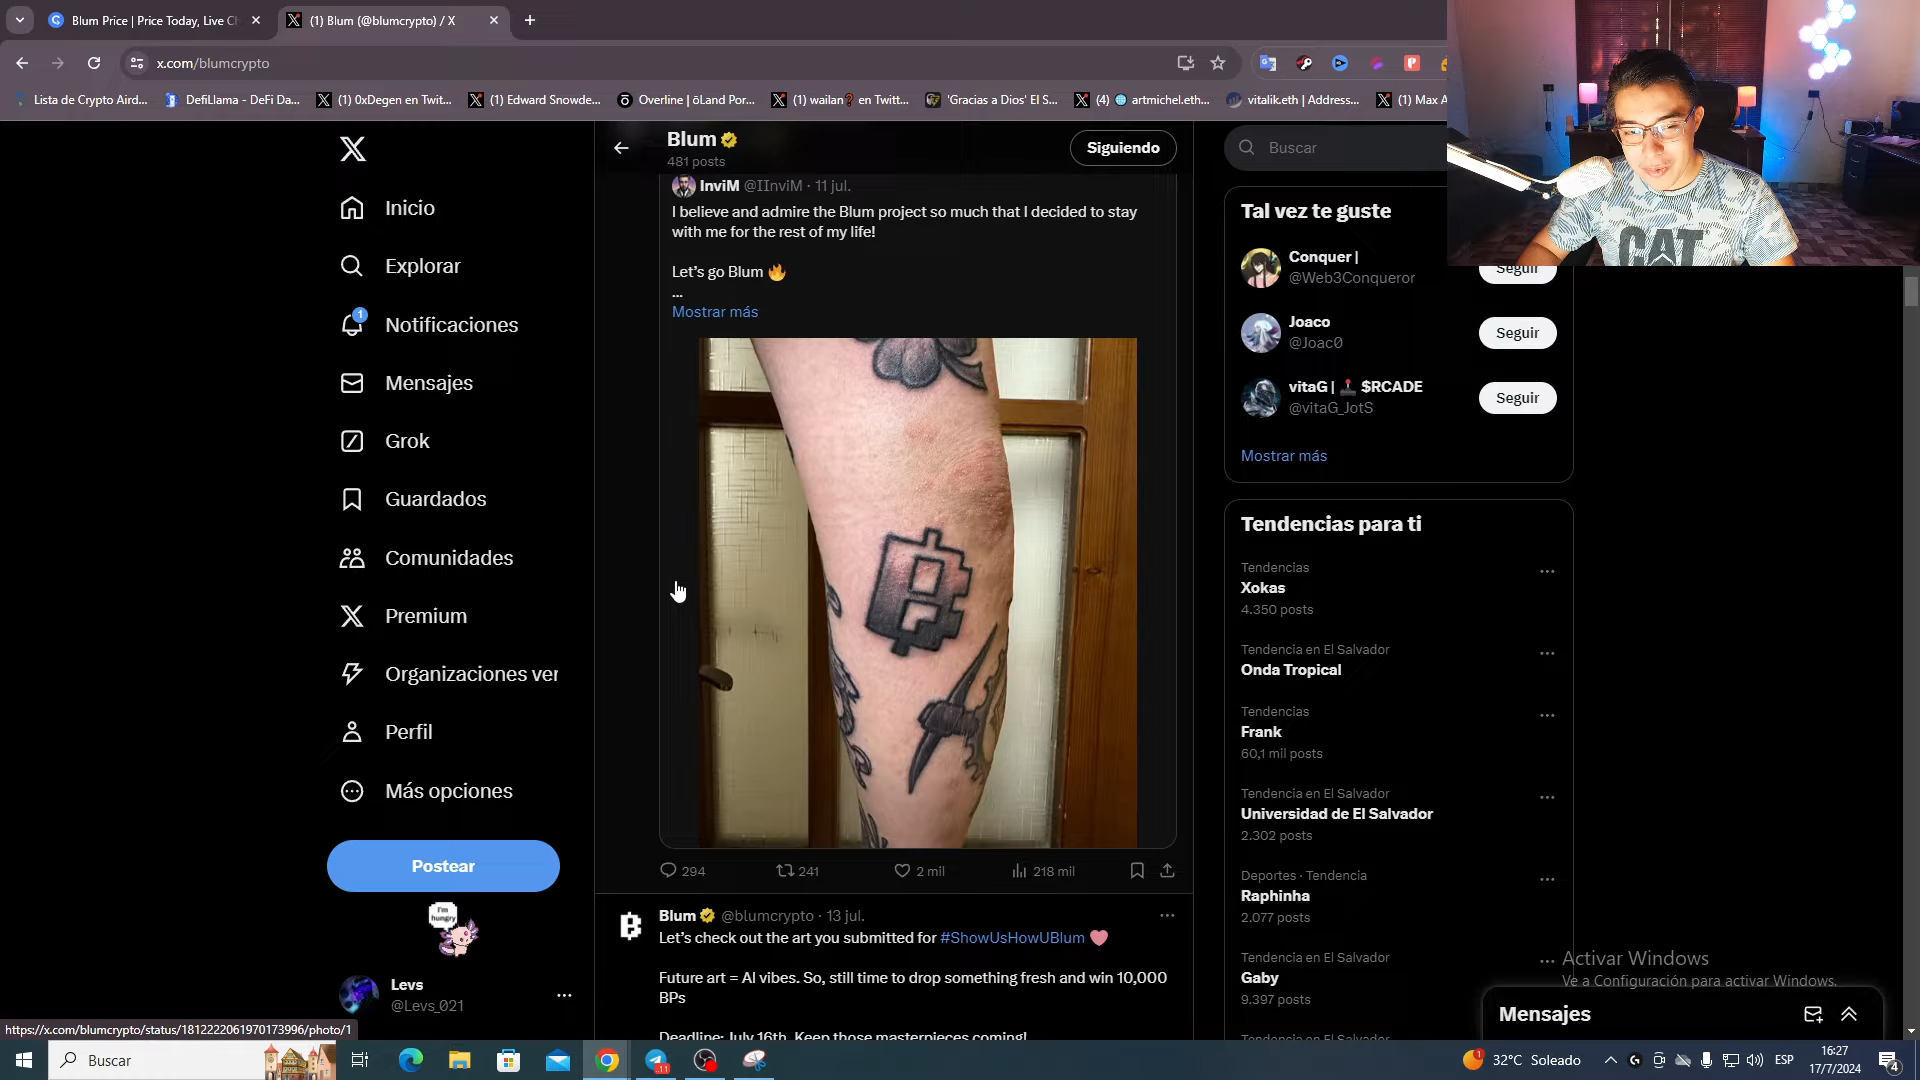 Blum Price | Price Today, Live Ch
(1) Blum (@blumcrypto) / X
x.com/blumcrypto
Lista de Crypto Aird...
DefiLlama - DeFi Da...
(1) 0xDegen en Twit...
(1) Edward Snowde...
Overline | ōLand Por...
(1) wailan❓ en Twitt...
'Gracias a Dios' El S...
(4) 🌐 artmichel.eth...
vitalik.eth | Address...
(1) Max A
Inicio
Explorar
1
Notificaciones
Mensajes
Grok
Guardados
Comunidades
Premium
Organizaciones ver
Perfil
Más opciones
Postear
I'm
hungry
Levs
@Levs_021
https://x.com/blumcrypto/status/1812222061970173996/photo/1
Blum
481 posts
Siguiendo
InviM @IInviM · 11 jul.
I believe and admire the Blum project so much that I decided to stay
with me for the rest of my life!
Let's go Blum 🔥
...
Mostrar más
294
241
2 mil
218 mil
Blum @blumcrypto · 13 jul.
Let's check out the art you submitted for #ShowUsHowUBlum
Future art = AI vibes. So, still time to drop something fresh and win 10,000
BPs
Deadline: July 16th. Keep those masterpieces coming!
Buscar
CAT
Tal vez te guste
Conquer |
@Web3Conqueror
Seguir
Joaco
@Joac0
Seguir
vitaG | 🕹️ $RCADE
@vitaG_JotS
Seguir
Mostrar más
Tendencias para ti
Tendencias
Xokas
4.350 posts
Tendencia en El Salvador
Onda Tropical
Tendencias
Frank
60,1 mil posts
Tendencia en El Salvador
Universidad de El Salvador
2.302 posts
Deportes · Tendencia
Raphinha
2.077 posts
Tendencia en El Salvador
Gaby
9.397 posts
Activar Windows
Ve a Configuración para activar Windows.
Mensajes
Buscar
11
1
32°C Soleado
ESP
16:27
17/7/2024
4